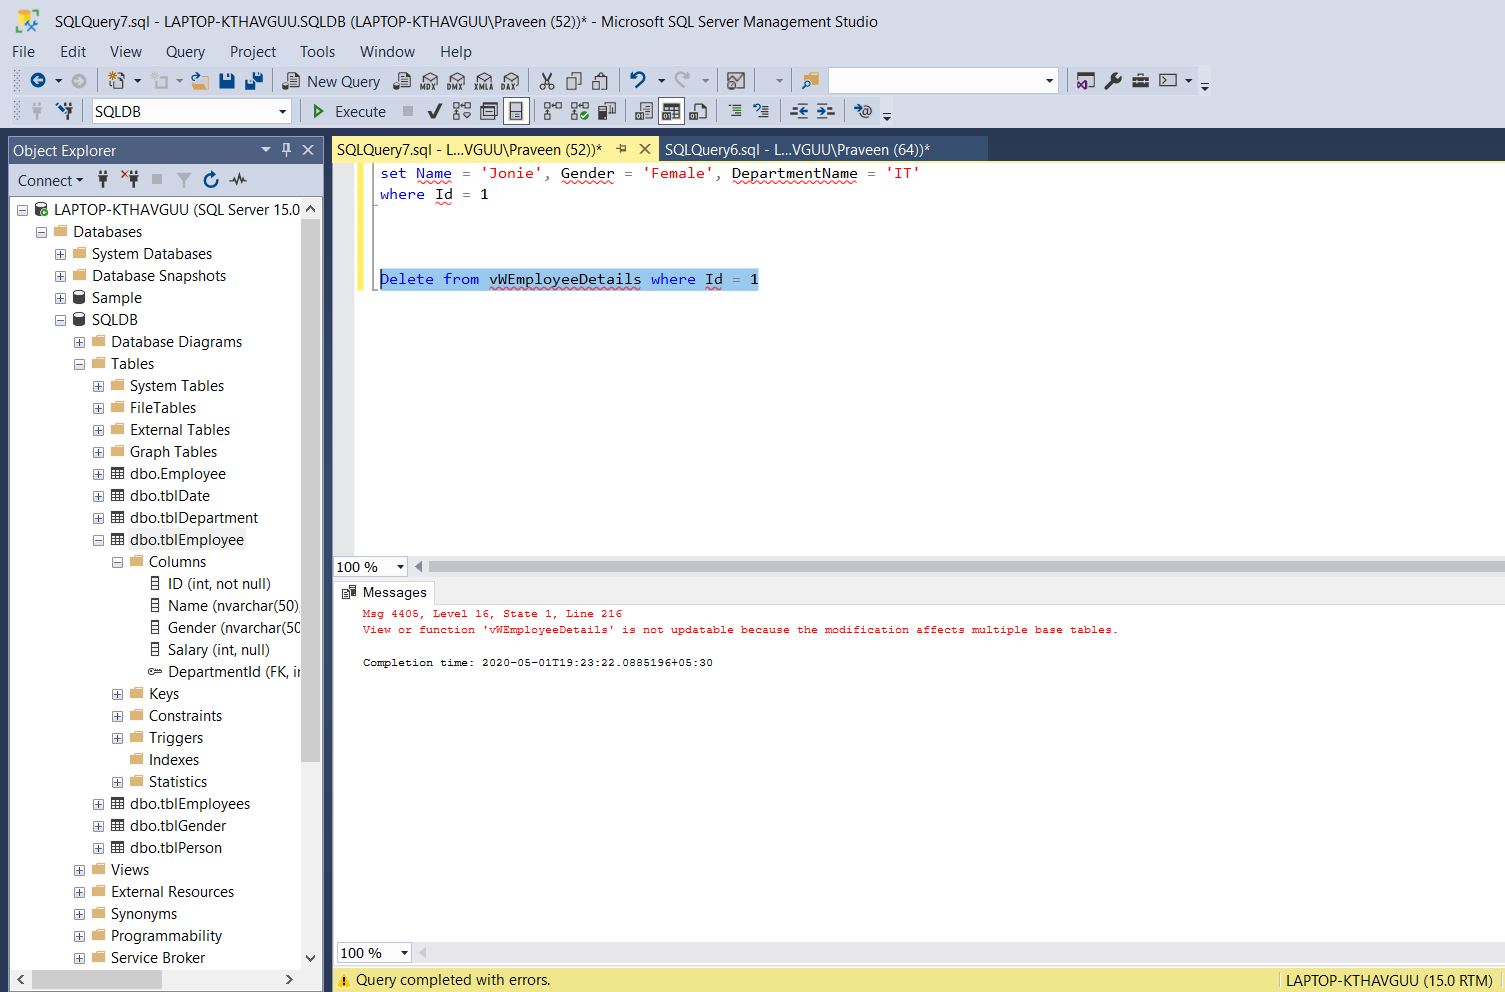 SQLQuery7.sql - LAPTOP-KTHAVGUU.SQLDB (LAPTOP-KTHAVGUU\Praveen (52))* - Microsoft SQL Server Management Studio
File Edit View Query Project Tools Window Help
New Query MDX DMX XMLA DAX
SQLDB Execute
Object Explorer
Connect
LAPTOP-KTHAVGUU (SQL Server 15.0
Databases
System Databases
Database Snapshots
Sample
SQLDB
Database Diagrams
Tables
System Tables
FileTables
External Tables
Graph Tables
dbo.Employee
dbo.tblDate
dbo.tblDepartment
dbo.tblEmployee
Columns
ID (int, not null)
Name (nvarchar(50),
Gender (nvarchar(50
Salary (int, null)
DepartmentId (FK, in
Keys
Constraints
Triggers
Indexes
Statistics
dbo.tblEmployees
dbo.tblGender
dbo.tblPerson
Views
External Resources
Synonyms
Programmability
Service Broker
SQLQuery7.sql - L...VGUU\Praveen (52))* SQLQuery6.sql - L...VGUU\Praveen (64))*
set Name = 'Jonie', Gender = 'Female', DepartmentName = 'IT'
where Id = 1
Delete from vWEmployeeDetails where Id = 1
100 %
Messages
Msg 4405, Level 16, State 1, Line 216
View or function 'vWEmployeeDetails' is not updatable because the modification affects multiple base tables.
Completion time: 2020-05-01T19:23:22.0885196+05:30
100 %
Query completed with errors. LAPTOP-KTHAVGUU (15.0 RTM)